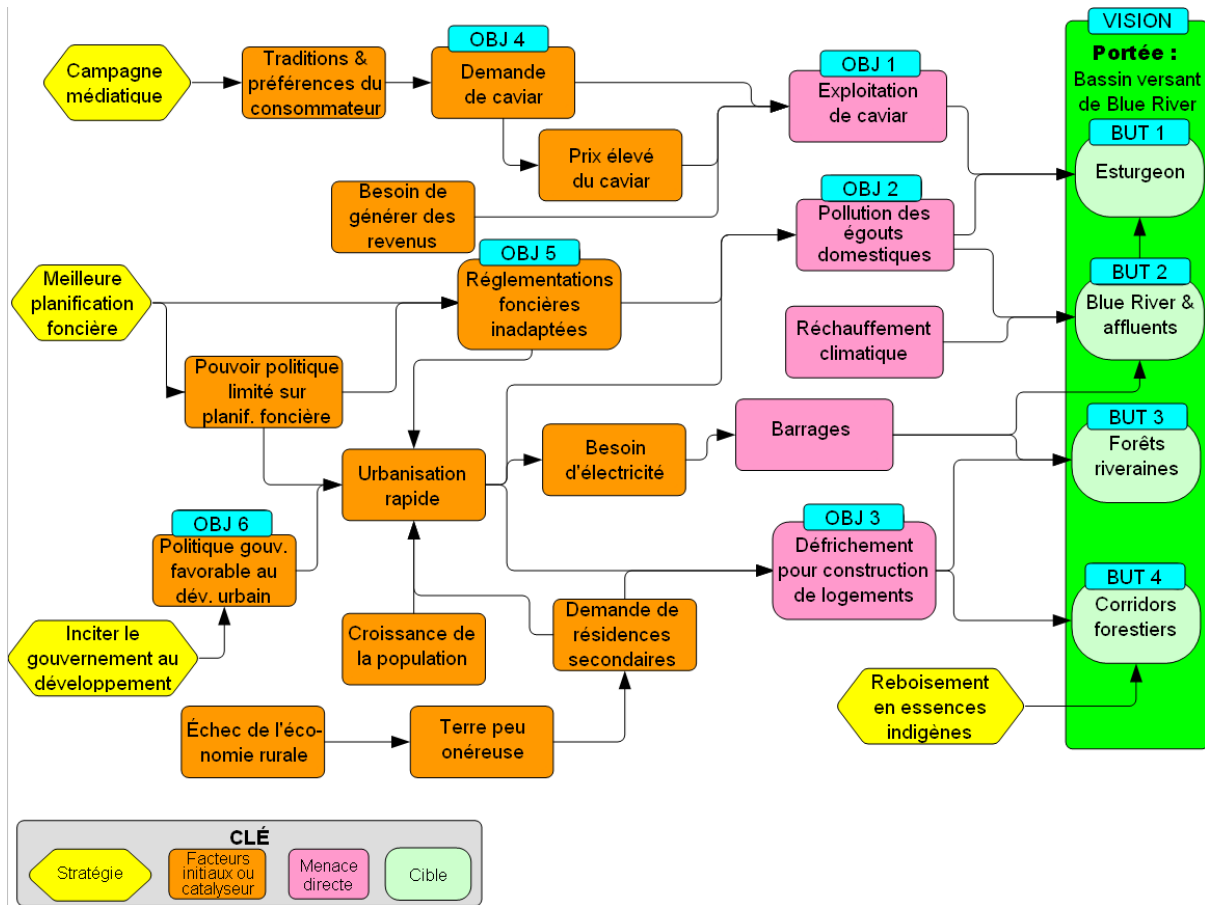 VISION
Portée :
Bassin versant
de Blue River
OBJ 4
Campagne
médiatique
Traditions &
préférences du
consommateur
Demande
de caviar
OBJ 1
Exploitation
de caviar
BUT 1
Esturgeon
Prix élevé
du caviar
Besoin de
générer des
revenus
OBJ 2
Pollution des
égouts
domestiques
OBJ 5
Réglementations
foncières
inadaptées
Meilleure
planification
foncière
BUT 2
Blue River &
affluents
Réchauffement
climatique
Pouvoir politique
limité sur
planif. foncière
BUT 3
Forêts
riveraines
Barrages
Besoin
d'électricité
Urbanisation
rapide
OBJ 6
Politique gouv.
favorable au
dév. urbain
OBJ 3
Défrichement
pour construction
de logements
BUT 4
Corridors
forestiers
Inciter le
gouvernement au
développement
Croissance de
la population
Demande de
résidences
secondaires
Reboisement
en essences
indigènes
Échec de l'éco-
nomie rurale
Terre peu
onéreuse
CLÉ
Stratégie
Facteurs
initiaux ou
catalyseur
Menace
directe
Cible